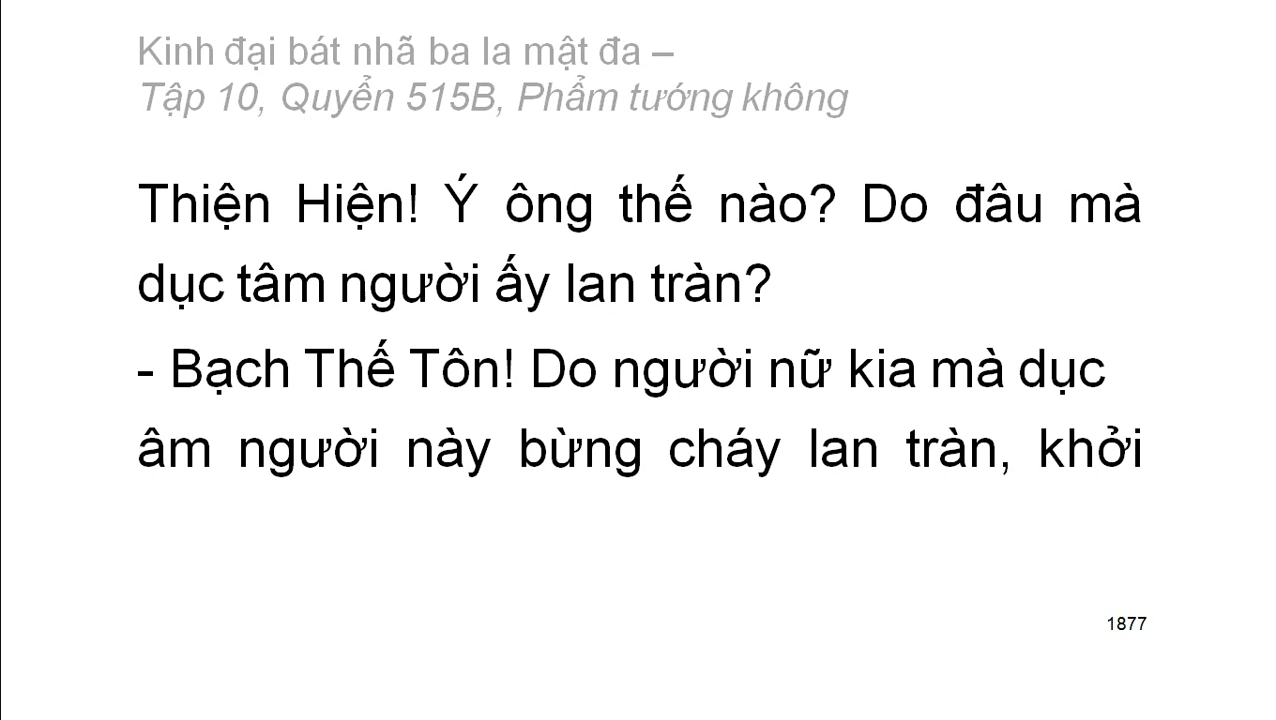 Kinh đại bát nhã ba la mật đa –
Tập 10, Quyển 515B, Phẩm tướng không
Thiện Hiện! Ý ông thế nào? Do đâu mà
dục tâm người ấy lan tràn?
- Bạch Thế Tôn! Do người nữ kia mà dục
âm người này bừng cháy lan tràn, khởi
1877